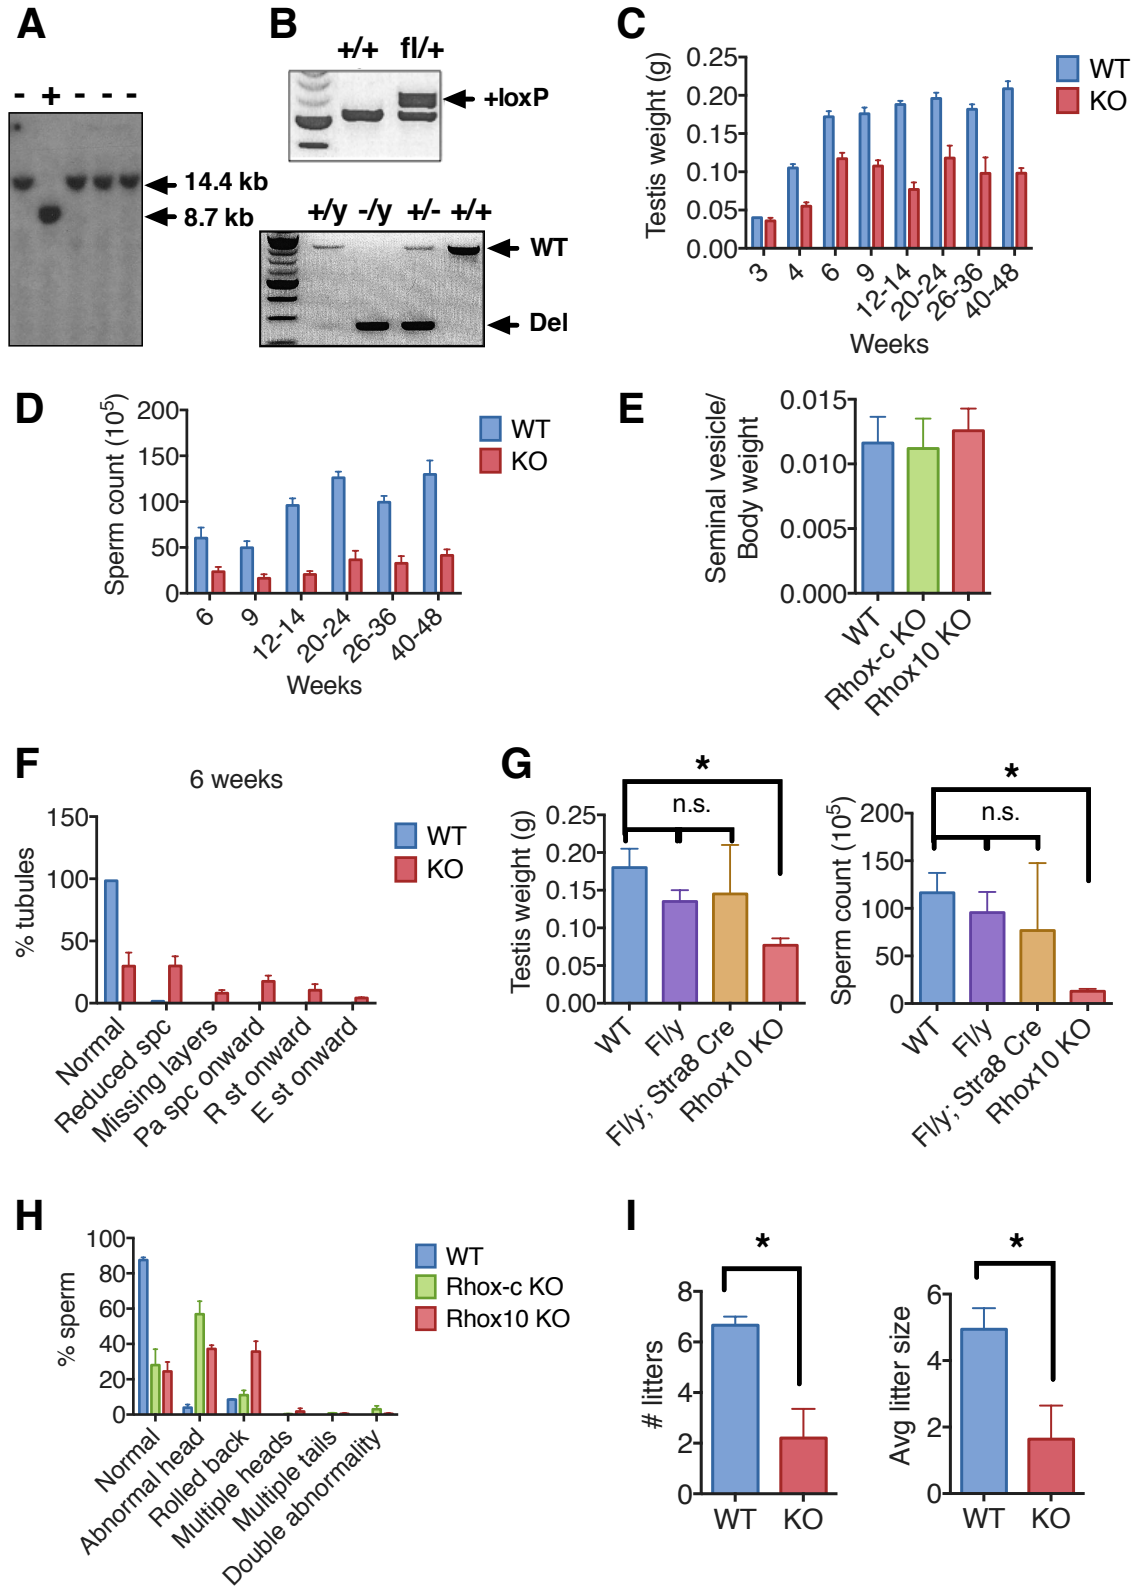 A
- + - - -
14.4 kb
8.7 kb
B
+/+ fl/+
+loxP
+/y -/y +/- +/+
WT
Del
C
Testis weight (g)
0.25
0.20
0.15
0.10
0.05
0.00
3 4 6 9 12-14 20-24 26-36 40-48
Weeks
WT
KO
D
Sperm count (10⁵)
200
150
100
50
0
6 9 12-14 20-24 26-36 40-48
Weeks
WT
KO
E
Seminal vesicle/
Body weight
0.015
0.010
0.005
0.000
WT
Rhox-c KO
Rhox10 KO
F
6 weeks
% tubules
150
100
50
0
Normal
Reduced spc
Missing layers
Pa spc onward
R st onward
E st onward
WT
KO
G
Testis weight (g)
0.25
0.20
0.15
0.10
0.05
0.00
*
n.s.
WT
Fl/y
Fl/y; Stra8 Cre
Rhox10 KO
Sperm count (10⁵)
200
150
100
50
0
*
n.s.
WT
Fl/y
Fl/y; Stra8 Cre
Rhox10 KO
H
% sperm
100
80
60
40
20
0
Normal
Abnormal head
Rolled back
Multiple heads
Multiple tails
Double abnormality
WT
Rhox-c KO
Rhox10 KO
I
# litters
8
6
4
2
0
*
WT KO
Avg litter size
6
4
2
0
*
WT KO